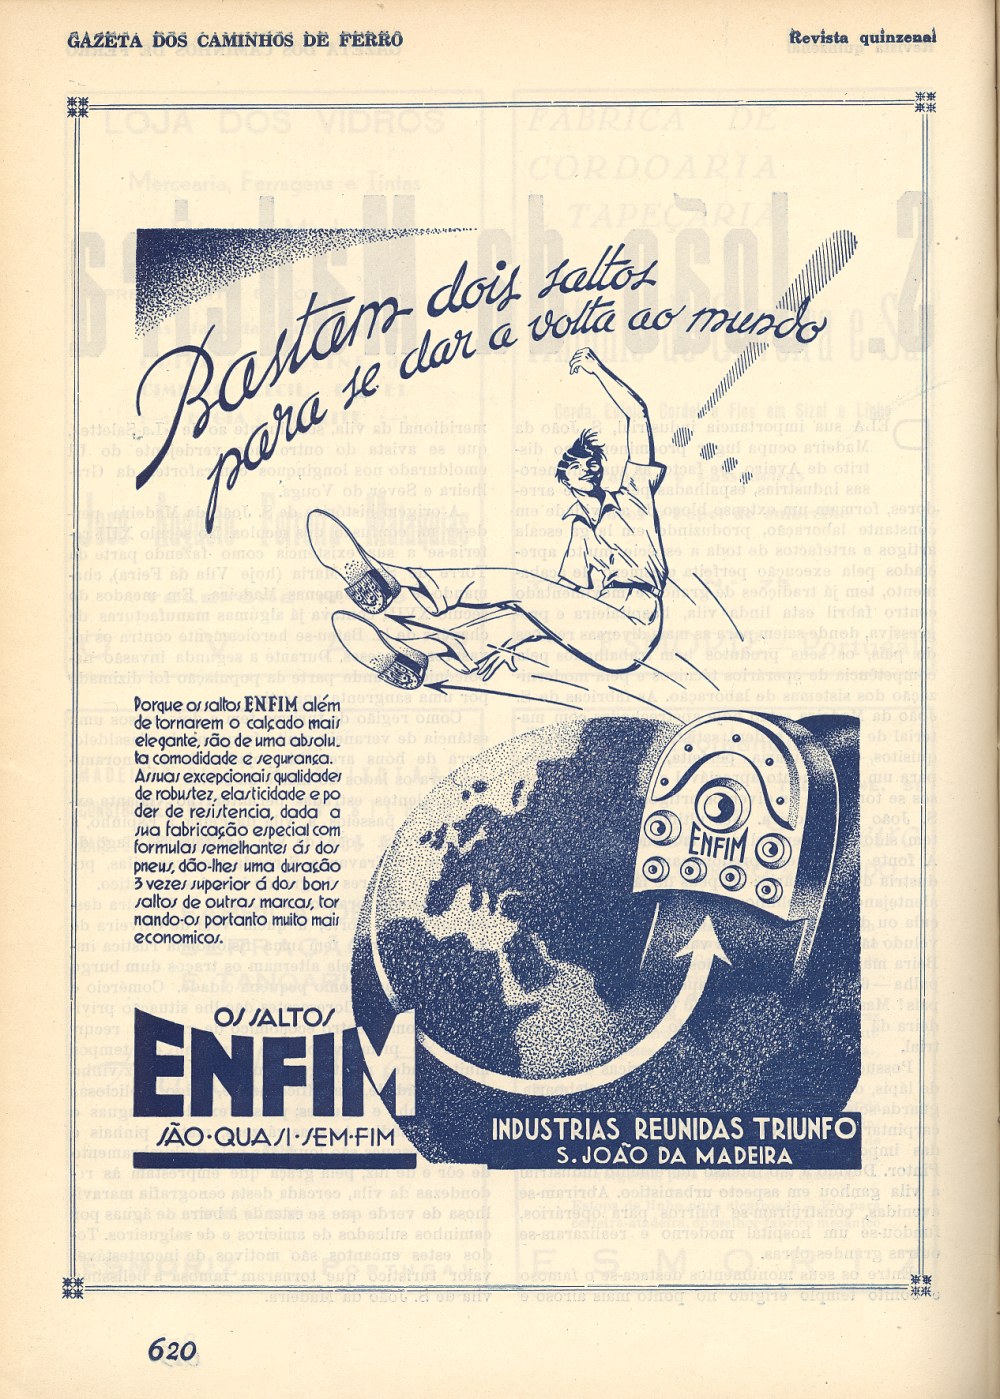 GAZETA DOS CAMINHOS DE FERRO
Revista quinzenal
Bastam dois saltos
para se dar a volta ao mundo
Porque os saltos ENFIM além
de tornarem o calçado mais
elegante, são de uma absolu.
ta comodidade e segurança.
As suas excepcionais qualidades
de robustez, elasticidade e po
der de resistencia, dada a
sua fabricação especial com
formulas semelhantes ás dos
pneus, dão-lhes uma duração
3 vezes superior á dos bons
saltos de outras marcas, tor
nando-os portanto muito mais
economicos.
ENFIM
OS SALTOS
ENFIM
SÃO·QUASI·SEM·FIM
INDUSTRIAS REUNIDAS TRIUNFO
S. JOÃO DA MADEIRA
620